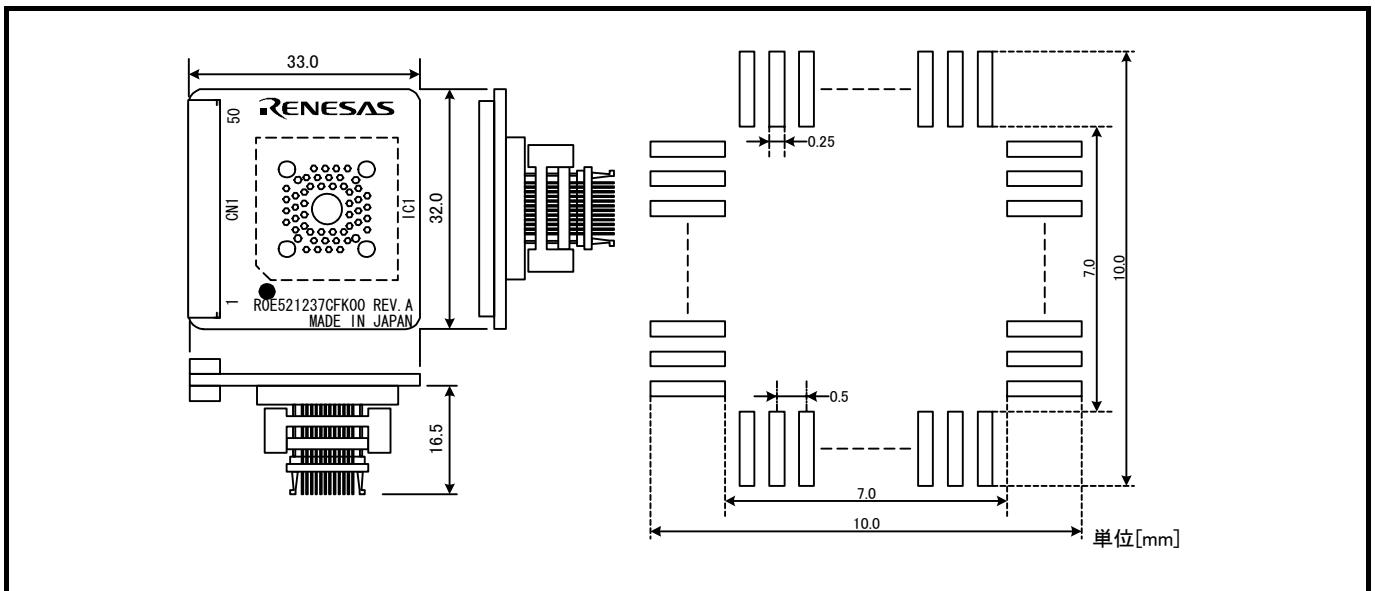 33.0
RENESAS
50
CN1
1
IC1
32.0
R0E521237CFK00 REV.A
MADE IN JAPAN
16.5
0.25
7.0
10.0
0.5
7.0
10.0
単位[mm]